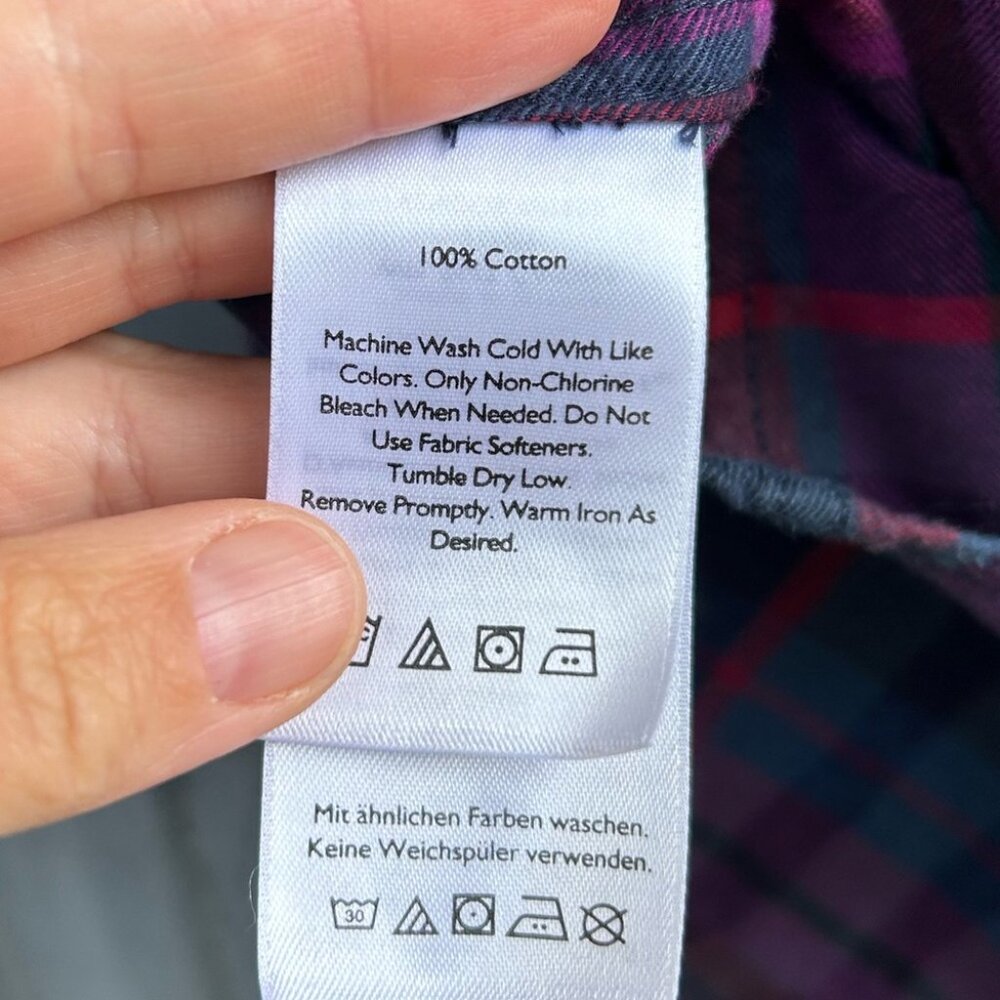 100% Cotton
Machine Wash Cold With Like
Colors. Only Non-Chlorine
Bleach When Needed. Do Not
Use Fabric Softeners.
Tumble Dry Low.
Remove Promptly. Warm Iron As
Desired.
Mit ähnlichen Farben waschen.
Keine Weichspüler verwenden.
30